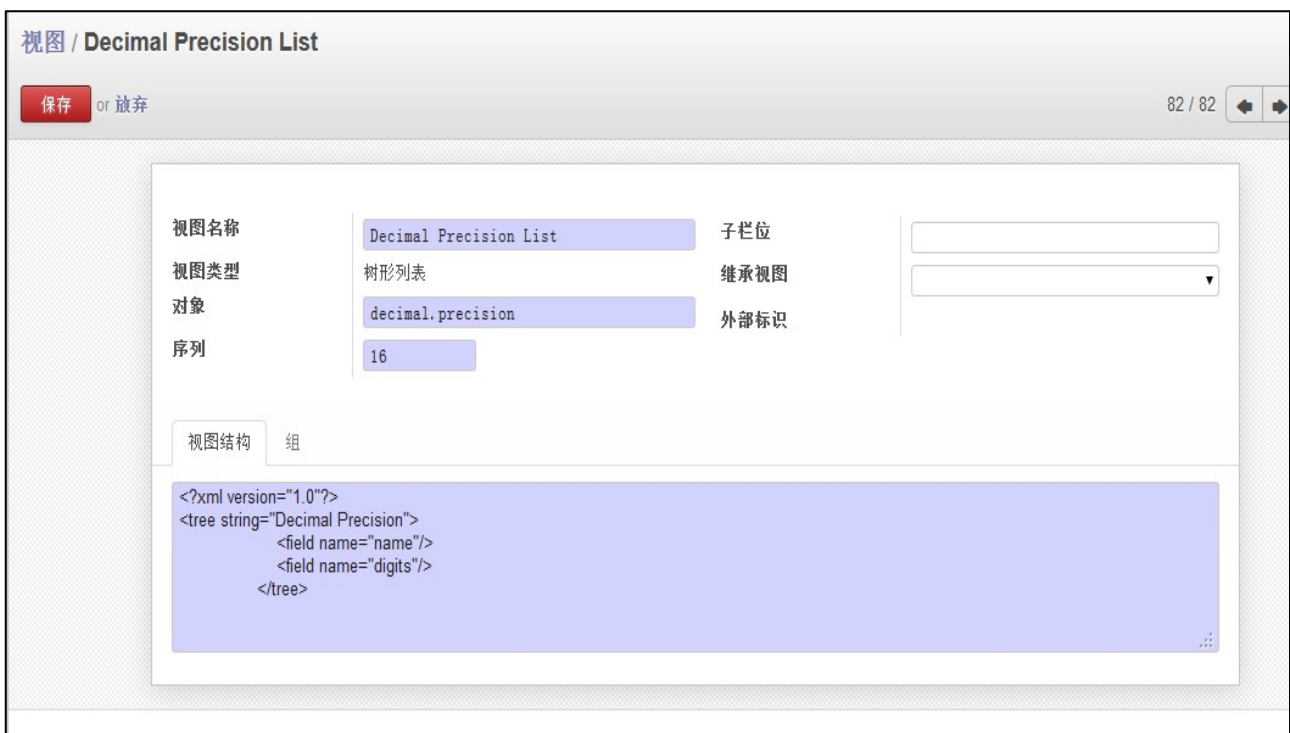 视图 / Decimal Precision List
保存 or 放弃
82 / 82
视图名称 Decimal Precision List 子栏位
视图类型 树形列表 继承视图
对象 decimal.precision 外部标识
序列 16
视图结构 组
<?xml version="1.0"?>
<tree string="Decimal Precision">
<field name="name"/>
<field name="digits"/>
</tree>